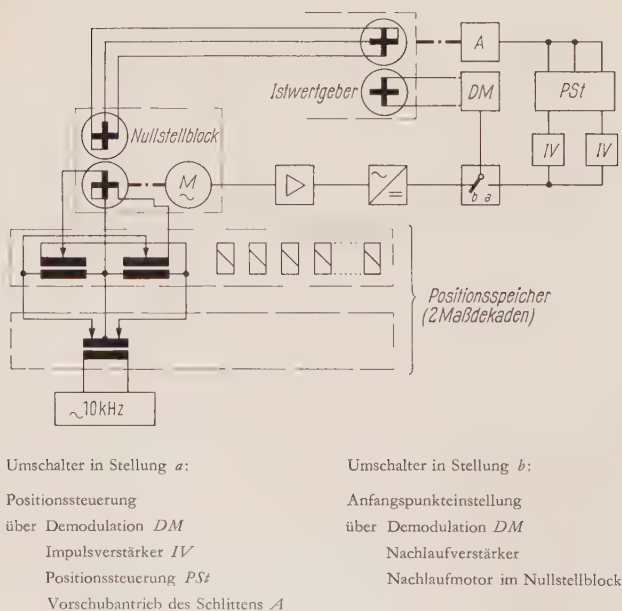 A
Istwertgeber
DM
PSt
IV
IV
Nullstellblock
M
~
~
=
b a
Positionsspeicher
(2 Maßdekaden)
~10kHz
Umschalter in Stellung a:
Positionssteuerung
über Demodulation DM
Impulsverstärker IV
Positionssteuerung PSt
Vorschubantrieb des Schlittens A
Umschalter in Stellung b:
Anfangspunkteinstellung
über Demodulation DM
Nachlaufverstärker
Nachlaufmotor im Nullstellblock